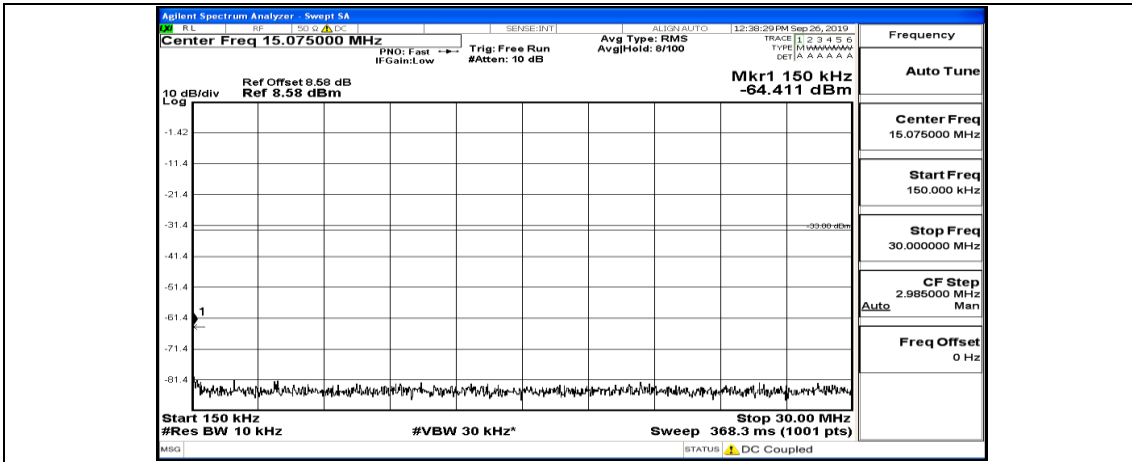 Agilent Spectrum Analyzer - Swept SA
LXI RL RF 50 Ω DC SENSE:INT ALIGN AUTO 12:38:29 PM Sep 26, 2019
Center Freq 15.075000 MHz
PNO: Fast
IFGain:Low
Trig: Free Run
#Atten: 10 dB
Avg Type: RMS
Avg|Hold: 8/100
TRACE 1 2 3 4 5 6
TYPE M
DET A A A A A A
Ref Offset 8.58 dB
Ref 8.58 dBm
10 dB/div
Log
Mkr1 150 kHz
-64.411 dBm
-1.42
-11.4
-21.4
-31.4
-33.00 dBm
-41.4
-51.4
-61.4
1
-71.4
-81.4
Start 150 kHz
Stop 30.00 MHz
#Res BW 10 kHz
#VBW 30 kHz*
Sweep 368.3 ms (1001 pts)
MSG
STATUS DC Coupled
Frequency
Auto Tune
Center Freq
15.075000 MHz
Start Freq
150.000 kHz
Stop Freq
30.000000 MHz
CF Step
2.985000 MHz
Auto Man
Freq Offset
0 Hz